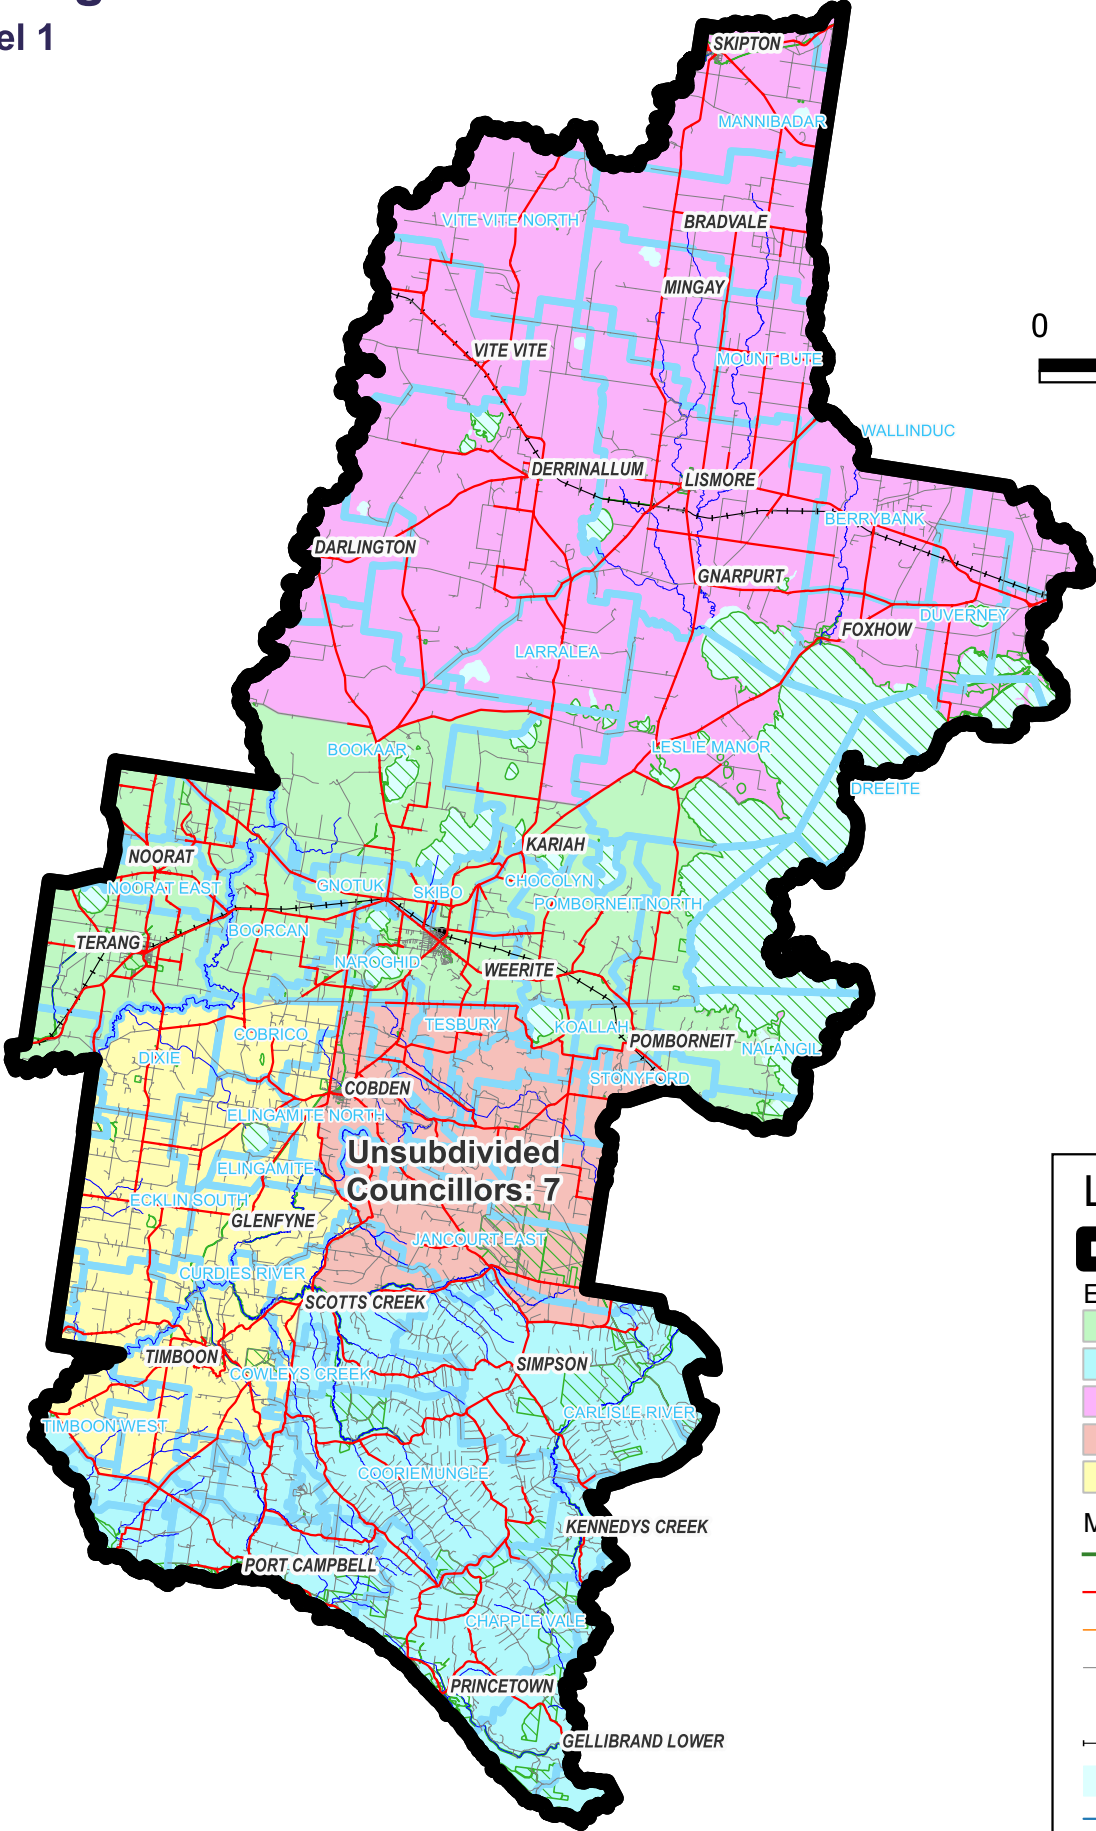 el 1
SKIPTON
MANNIBADAR
VITE VITE NORTH
BRADVALE
MINGAY
0
VITE VITE
MOUNT BUTE
WALLINDUC
DERRINALLUM
LISMORE
BERRYBANK
DARLINGTON
GNARPURT
DUVERNEY
FOXHOW
LARRALEA
BOOKAAR
LESLIE MANOR
DREEITE
KARIAH
NOORAT
NOORAT EAST
GNOTUK
SKIBO
CHOCOLYN
POMBORNEIT NORTH
BOORCAN
TERANG
NAROGHID
WEERITE
COBRICO
TESBURY
KOALLAH
POMBORNEIT
NALANGIL
DIXIE
STONYFORD
COBDEN
ELINGAMITE NORTH
Unsubdivided
Councillors: 7
ELINGAMITE
ECKLIN SOUTH
GLENFYNE
JANCOURT EAST
CURDIES RIVER
SCOTTS CREEK
TIMBOON
SIMPSON
COWLEYS CREEK
CARLISLE RIVER
TIMBOON WEST
COORIEMUNGLE
KENNEDYS CREEK
PORT CAMPBELL
CHAPPLE VALE
PRINCETOWN
GELLIBRAND LOWER
L
E
M